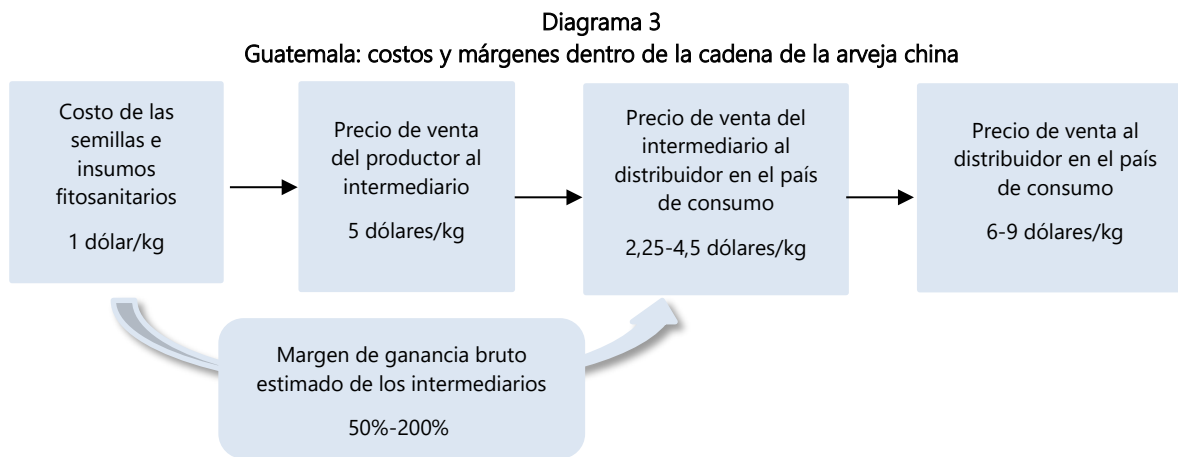 Diagrama 3
Guatemala: costos y márgenes dentro de la cadena de la arveja china
Costo de las
semillas e
insumos
fitosanitarios
1 dólar/kg
Precio de venta
del productor al
intermediario
5 dólares/kg
Precio de venta del
intermediario al
distribuidor en el país
de consumo
2,25-4,5 dólares/kg
Precio de venta al
distribuidor en el país
de consumo
6-9 dólares/kg
Margen de ganancia bruto
estimado de los intermediarios
50%-200%